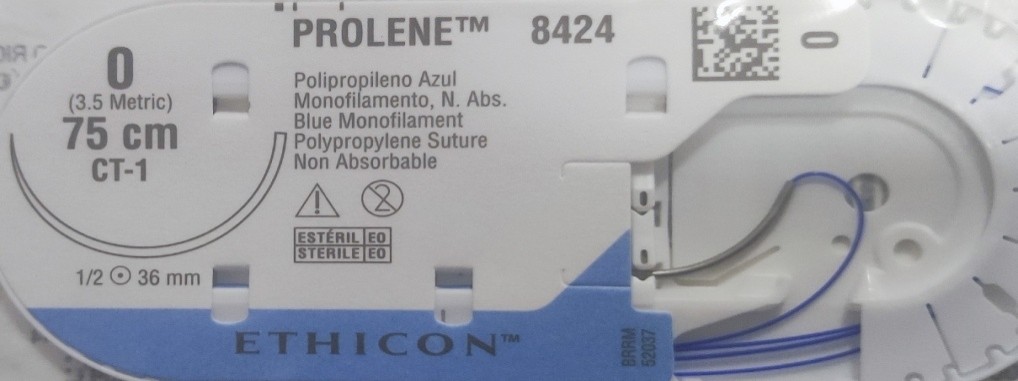 PROLENE™ 8424
0
(3.5 Metric)
75 cm
CT-1
Polipropileno Azul
Monofilamento, N. Abs.
Blue Monofilament
Polypropylene Suture
Non Absorbable
2
ESTÉRIL EO
STERILE EO
1/2 36 mm
ETHICON™
BRRM
52037
0